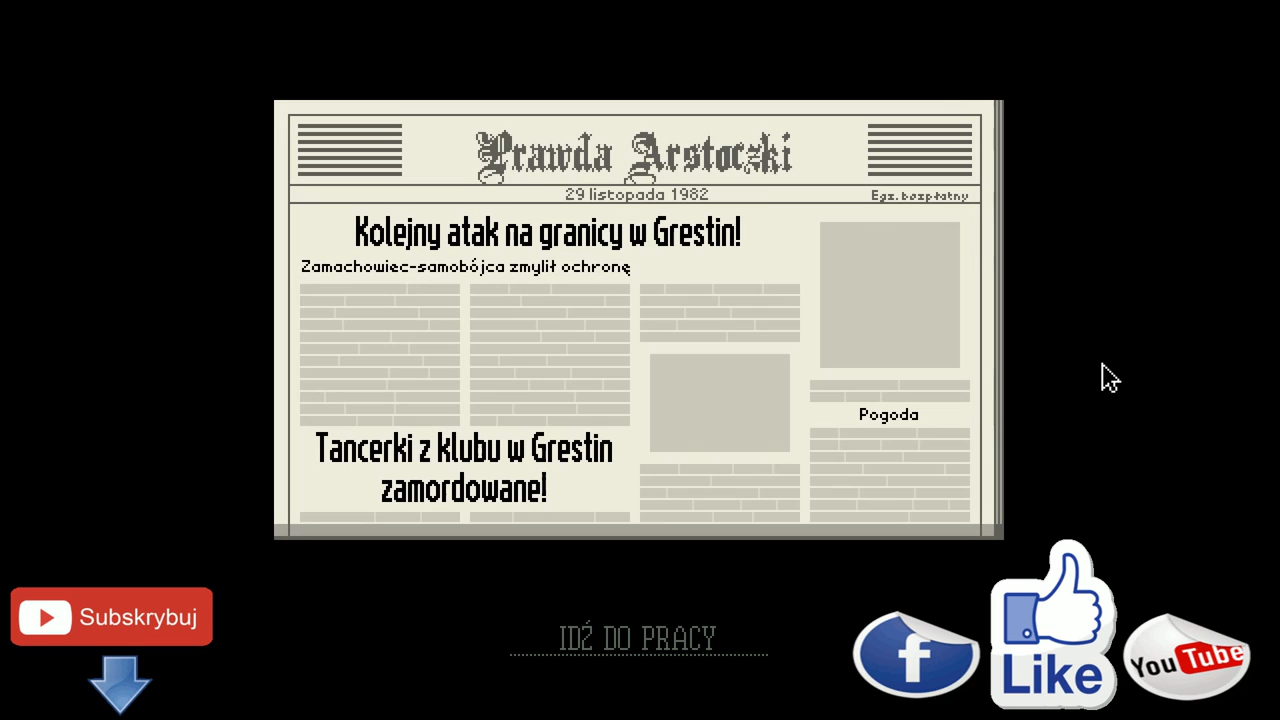 Prawda Arstoczki
29 listopada 1982
Egz. bezpłatny
Kolejny atak na granicy w Grestin!
Zamachowiec-samobójca zmylił ochronę
Pogoda
Tancerki z klubu w Grestin
zamordowane!
IDŹ DO PRACY
Subskrybuj
f
Like
YouTube